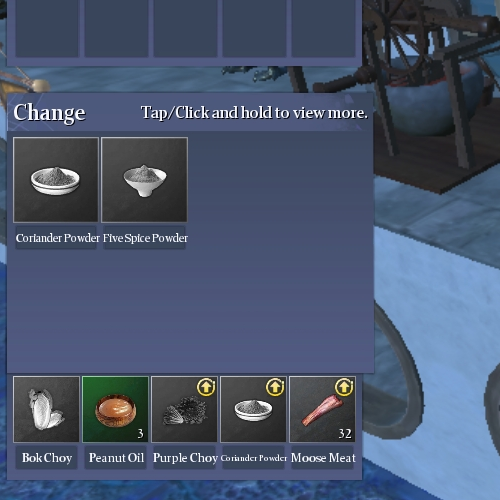 Change
Tap/Click and hold to view more.
Coriander Powder
Five Spice Powder
3
32
Bok Choy
Peanut Oil
Purple Choy
Coriander Powder
Moose Meat